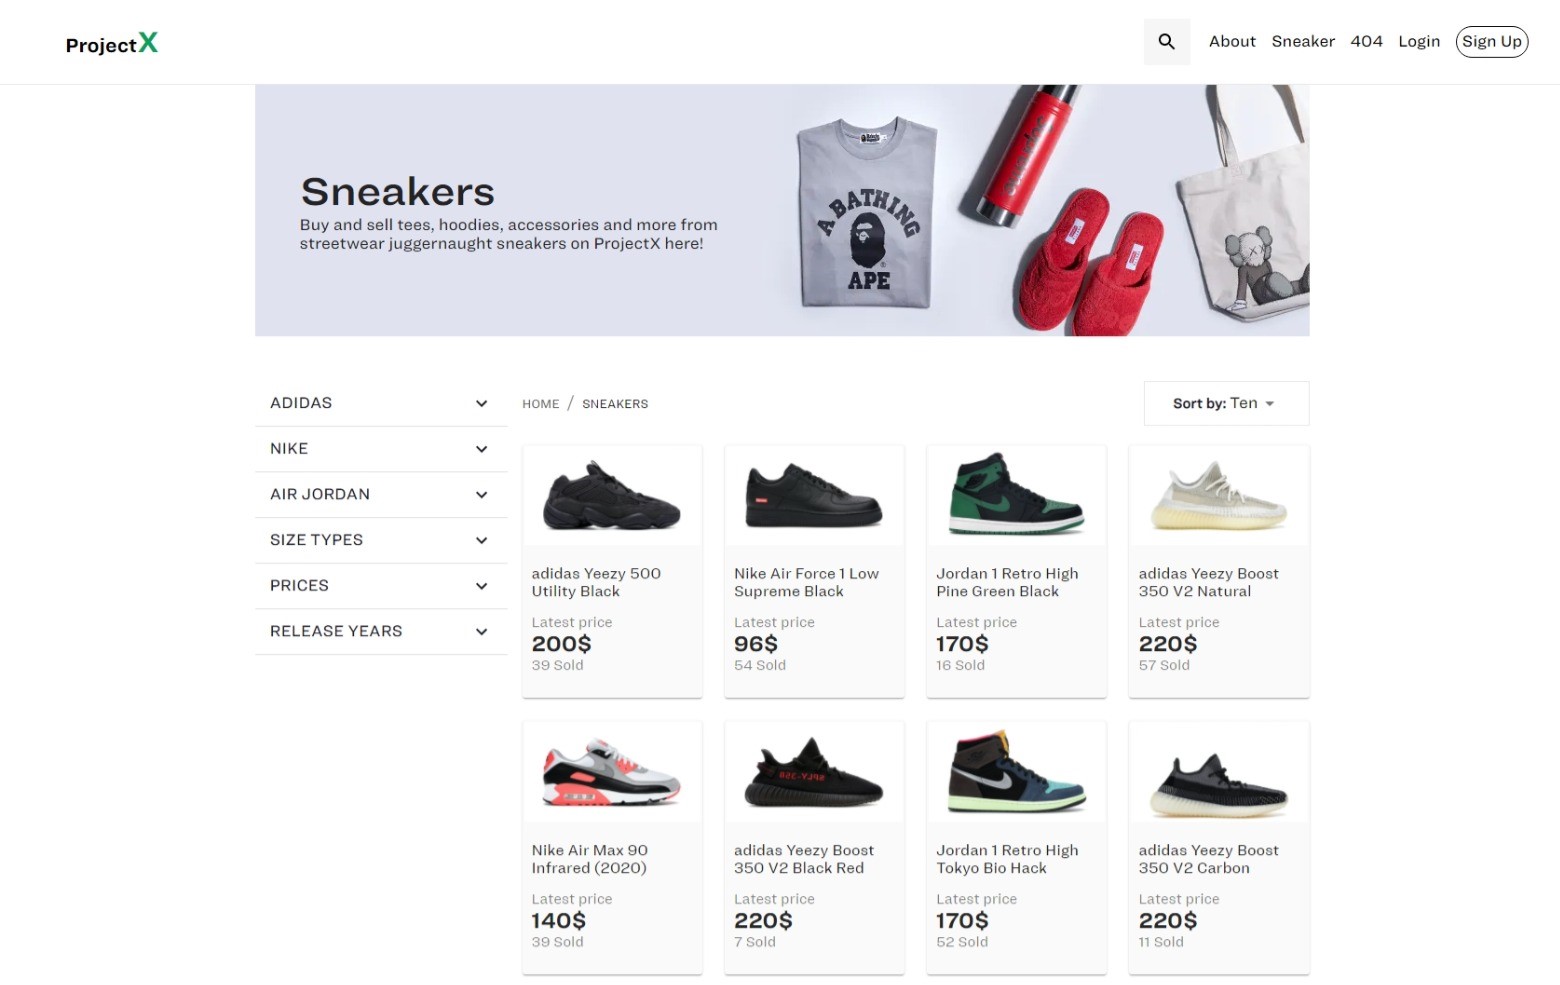 ProjectX
About Sneaker 404 Login Sign Up
Sneakers
Buy and sell tees, hoodies, accessories and more from
streetwear juggernaught sneakers on ProjectX here!
A BATHING
APE
Supreme
ADIDAS
NIKE
AIR JORDAN
SIZE TYPES
PRICES
RELEASE YEARS
HOME / SNEAKERS
Sort by: Ten
adidas Yeezy 500
Utility Black
Latest price
200$
39 Sold
Nike Air Force 1 Low
Supreme Black
Latest price
96$
54 Sold
Jordan 1 Retro High
Pine Green Black
Latest price
170$
16 Sold
adidas Yeezy Boost
350 V2 Natural
Latest price
220$
57 Sold
Nike Air Max 90
Infrared (2020)
Latest price
140$
39 Sold
SPLY-350
adidas Yeezy Boost
350 V2 Black Red
Latest price
220$
7 Sold
Jordan 1 Retro High
Tokyo Bio Hack
Latest price
170$
52 Sold
adidas Yeezy Boost
350 V2 Carbon
Latest price
220$
11 Sold